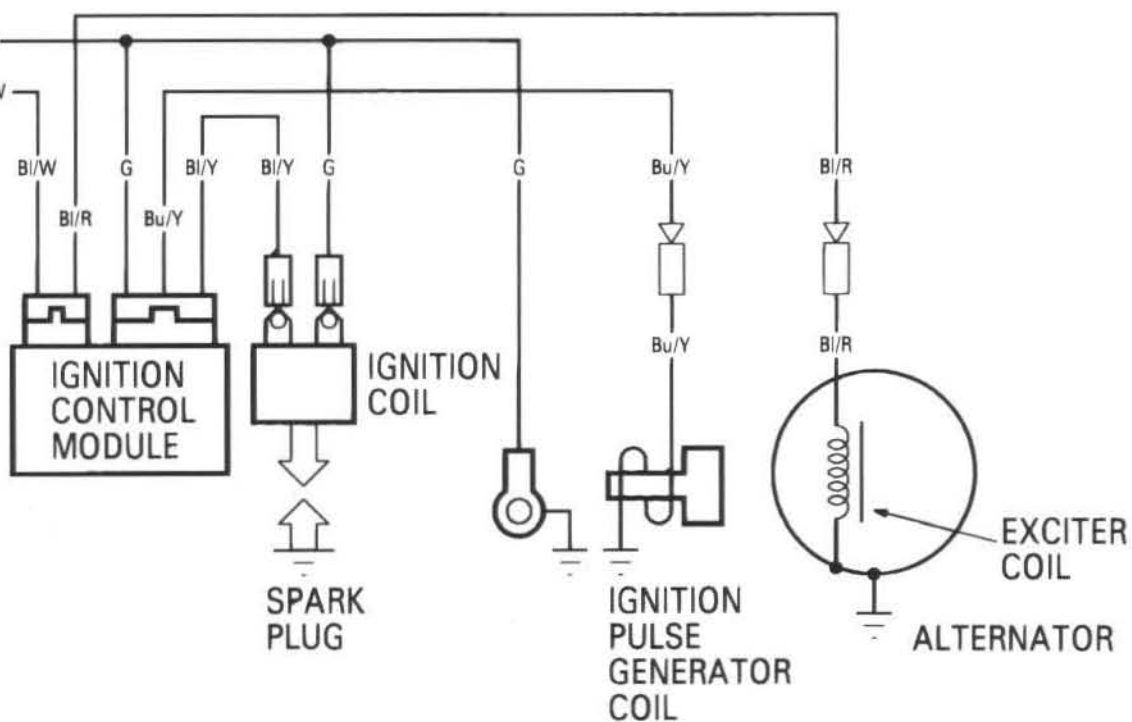 Bl/W
G
Bl/Y
Bl/Y
G
G
Bu/Y
Bl/R
Bl/R
Bu/Y
Bu/Y
Bl/R
IGNITION
CONTROL
MODULE
IGNITION
COIL
EXCITER
COIL
SPARK
PLUG
IGNITION
PULSE
GENERATOR
COIL
ALTERNATOR